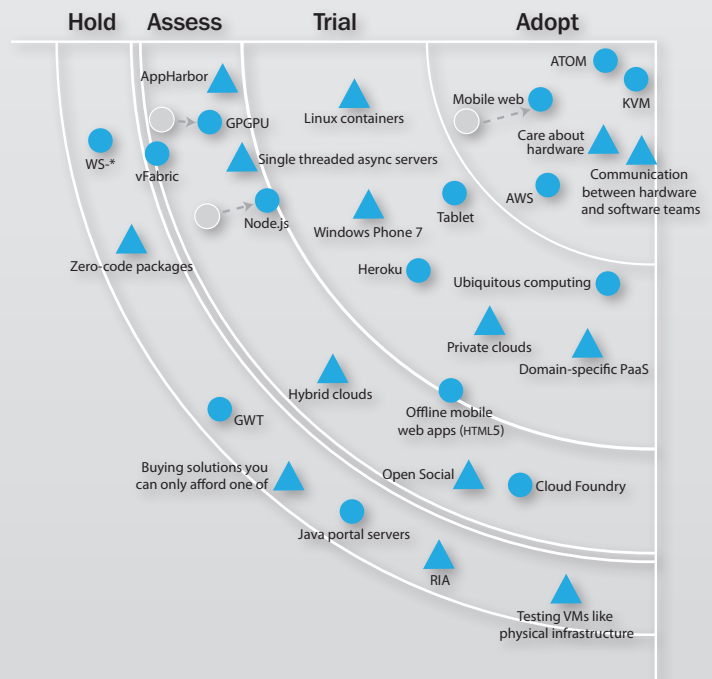 Hold
Assess
Trial
Adopt
ATOM
AppHarbor
KVM
Mobile web
Linux containers
GPGPU
Care about
hardware
WS-*
vFabric
Single threaded async servers
Communication
between hardware
and software teams
AWS
Tablet
Node.js
Windows Phone 7
Zero-code packages
Heroku
Ubiquitous computing
Private clouds
Domain-specific PaaS
Hybrid clouds
Offline mobile
web apps (HTML5)
GWT
Buying solutions you
can only afford one of
Open Social
Cloud Foundry
Java portal servers
RIA
Testing VMs like
physical infrastructure